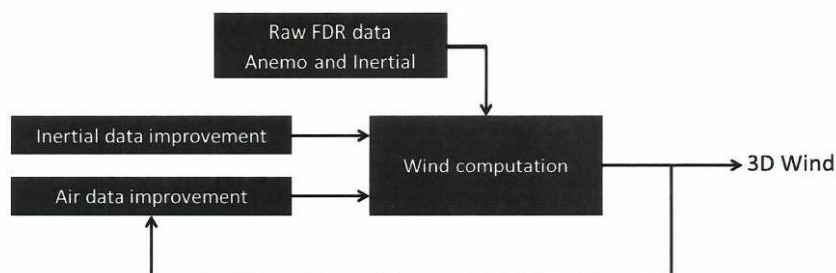 Raw FDR data
Anemo and Inertial
Inertial data improvement
Wind computation
3D Wind
Air data improvement